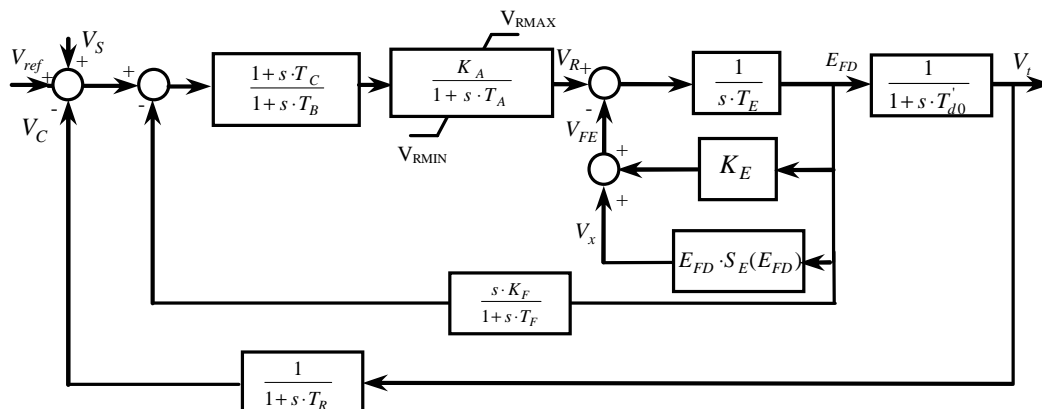 V_RMAX
V_S
V_ref
+
+
-
V_C
+
-
1 + s · T_C
1 + s · T_B
K_A
1 + s · T_A
V_RMIN
V_R
+
-
V_FE
1
s · T_E
E_FD
1
1 + s · T'_d0
V_t
+
+
K_E
V_x
E_FD · S_E(E_FD)
s · K_F
1 + s · T_F
1
1 + s · T_R